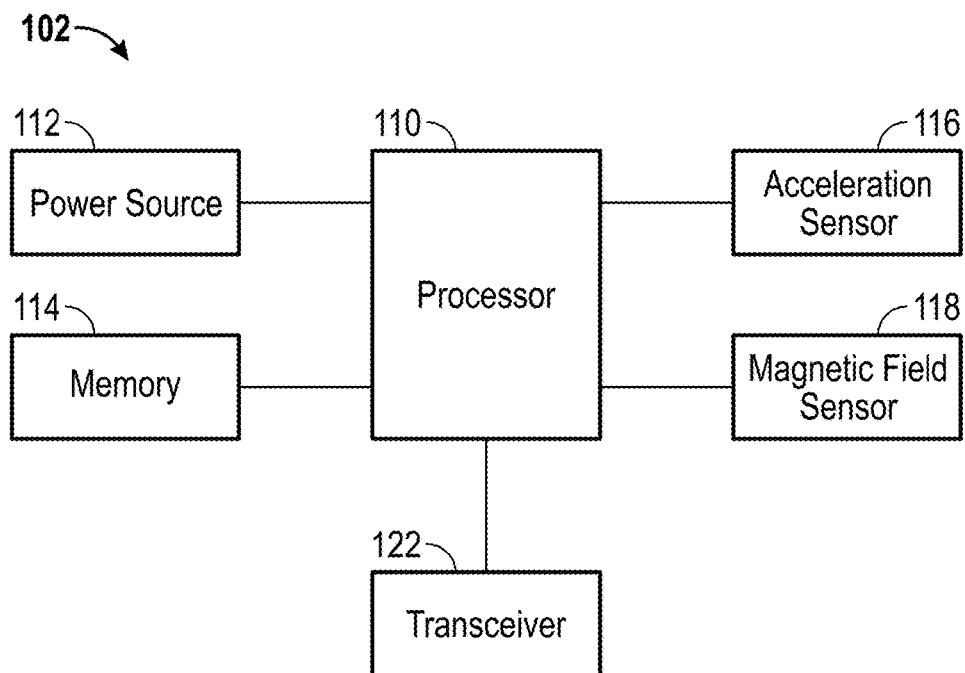 102
112
110
116
Power Source
Processor
Acceleration
Sensor
114
118
Memory
Magnetic Field
Sensor
122
Transceiver